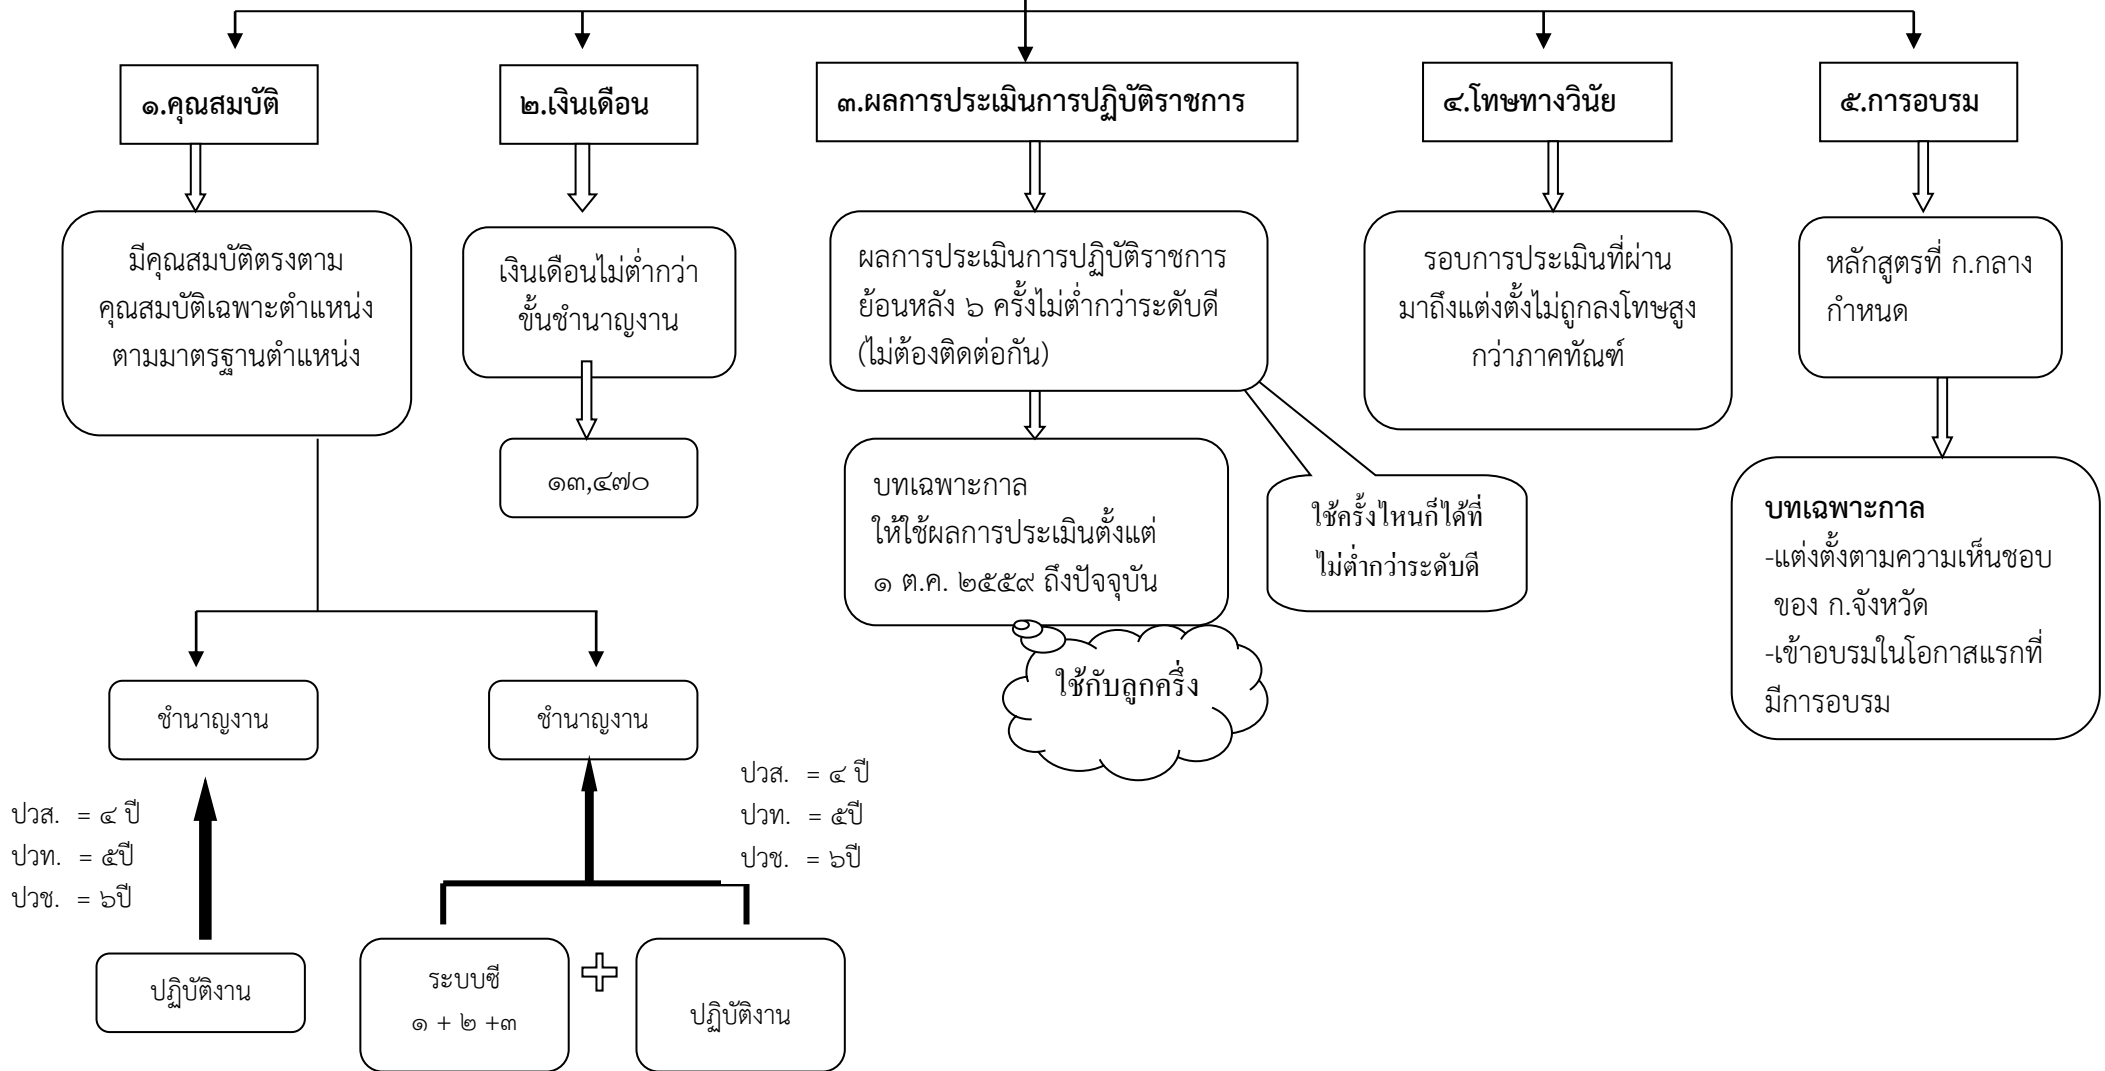 ๑.คุณสมบัติ
๒.เงินเดือน
๓.ผลการประเมินการปฏิบัติราชการ
๔.โทษทางวินัย
๕.การอบรม
มีคุณสมบัติตรงตาม
คุณสมบัติเฉพาะตำแหน่ง
ตามมาตรฐานตำแหน่ง
เงินเดือนไม่ต่ำกว่า
ขั้นชำนาญงาน
๑๓,๔๗๐
ผลการประเมินการปฏิบัติราชการ
ย้อนหลัง ๖ ครั้งไม่ต่ำกว่าระดับดี
(ไม่ต้องติดต่อกัน)
บทเฉพาะกาล
ให้ใช้ผลการประเมินตั้งแต่
๑ ต.ค. ๒๕๕๙ ถึงปัจจุบัน
ใช้ครั้งไหนก็ได้ที่
ไม่ต่ำกว่าระดับดี
ใช้กับลูกครึ่ง
รอบการประเมินที่ผ่าน
มาถึงแต่งตั้งไม่ถูกลงโทษสูง
กว่าภาคทัณฑ์
หลักสูตรที่ ก.กลาง
กำหนด
บทเฉพาะกาล
-แต่งตั้งตามความเห็นชอบ
ของ ก.จังหวัด
-เข้าอบรมในโอกาสแรกที่
มีการอบรม
ชำนาญงาน
ปวส. = ๔ ปี
ปวท. = ๕ปี
ปวช. = ๖ปี
ปฏิบัติงาน
ชำนาญงาน
ปวส. = ๔ ปี
ปวท. = ๕ปี
ปวช. = ๖ปี
ระบบซี
๑ + ๒ +๓
ปฏิบัติงาน